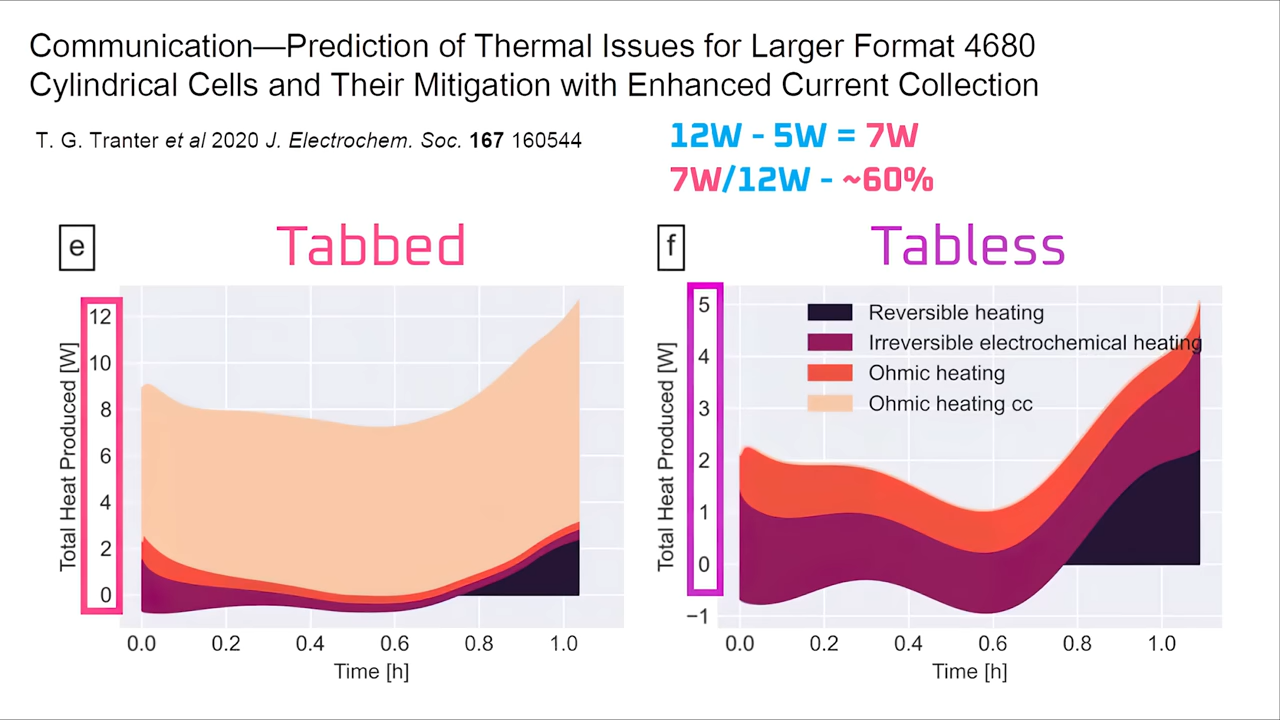 Communication—Prediction of Thermal Issues for Larger Format 4680
Cylindrical Cells and Their Mitigation with Enhanced Current Collection
T. G. Tranter et al 2020 J. Electrochem. Soc. 167 160544
12W - 5W = 7W
7W/12W - ~60%
e
Tabbed
Total Heat Produced [W]
12
10
8
6
4
2
0
0.0 0.2 0.4 0.6 0.8 1.0
Time [h]
f
Tabless
Total Heat Produced [W]
5
4
3
2
1
0
−1
Reversible heating
Irreversible electrochemical heating
Ohmic heating
Ohmic heating cc
0.0 0.2 0.4 0.6 0.8 1.0
Time [h]